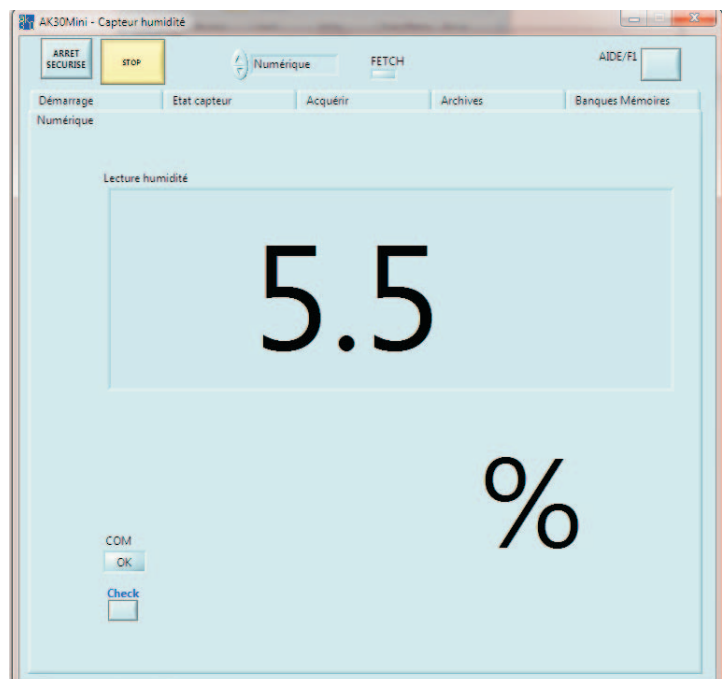 AK30Mini - Capteur humidité
ARRET SECURISE
STOP
Numérique
FETCH
AIDE/F1
Démarrage
Etat capteur
Acquérir
Archives
Banques Mémoires
Numérique
Lecture humidité
5.5
%
COM
OK
Check